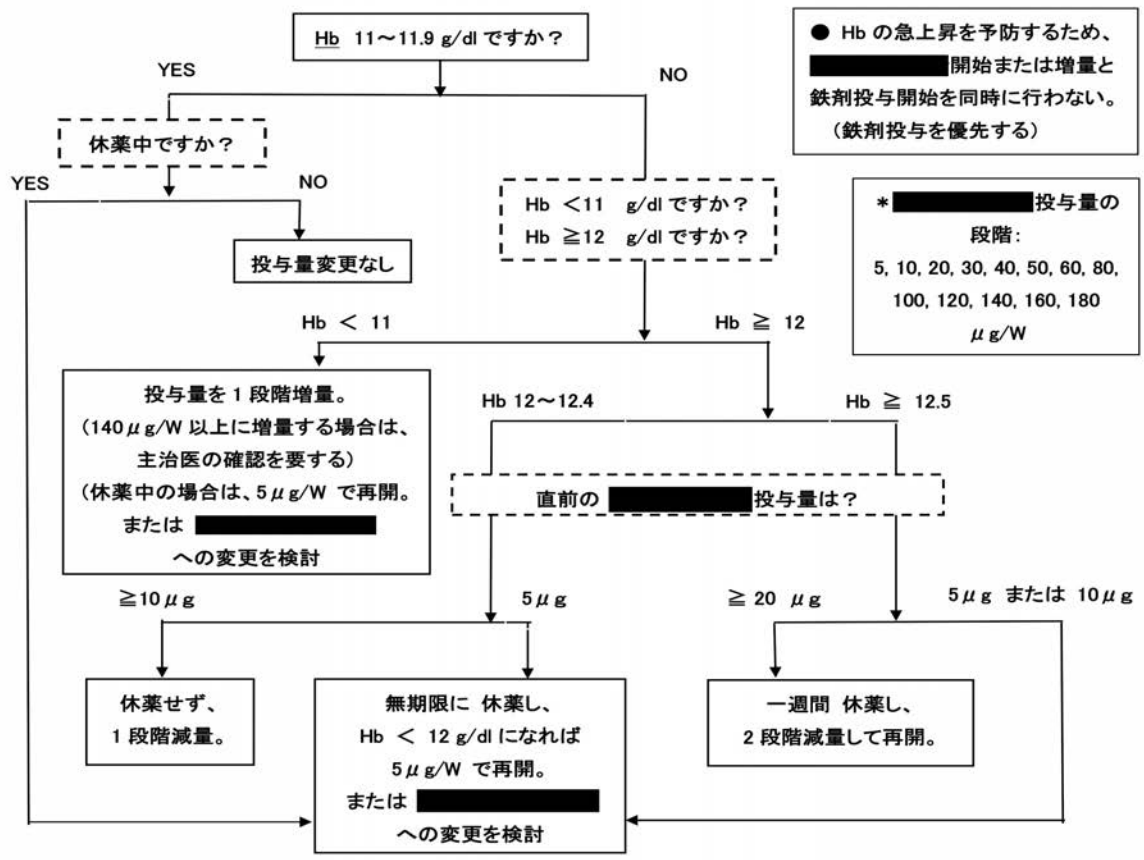 Hb 11～11.9 g/dl ですか？
● Hb の急上昇を予防するため、
開始または増量と
鉄剤投与開始を同時に行わない。
（鉄剤投与を優先する）
YES
NO
休薬中ですか？
YES
NO
Hb ＜11 g/dl ですか？
Hb ≧12 g/dl ですか？
＊
投与量の
段階：
5, 10, 20, 30, 40, 50, 60, 80,
100, 120, 140, 160, 180
μg/W
投与量変更なし
Hb ＜ 11
Hb ≧ 12
投与量を 1 段階増量。
(140μg/W 以上に増量する場合は、
主治医の確認を要する)
(休薬中の場合は、5μg/W で再開。
または
への変更を検討
Hb 12～12.4
Hb ≧ 12.5
直前の
投与量は？
≧10μg
5μg
≧ 20 μg
5μg または 10μg
休薬せず、
1 段階減量。
無期限に 休薬し、
Hb ＜ 12 g/dl になれば
5μg/W で再開。
または
への変更を検討
一週間 休薬し、
2 段階減量して再開。